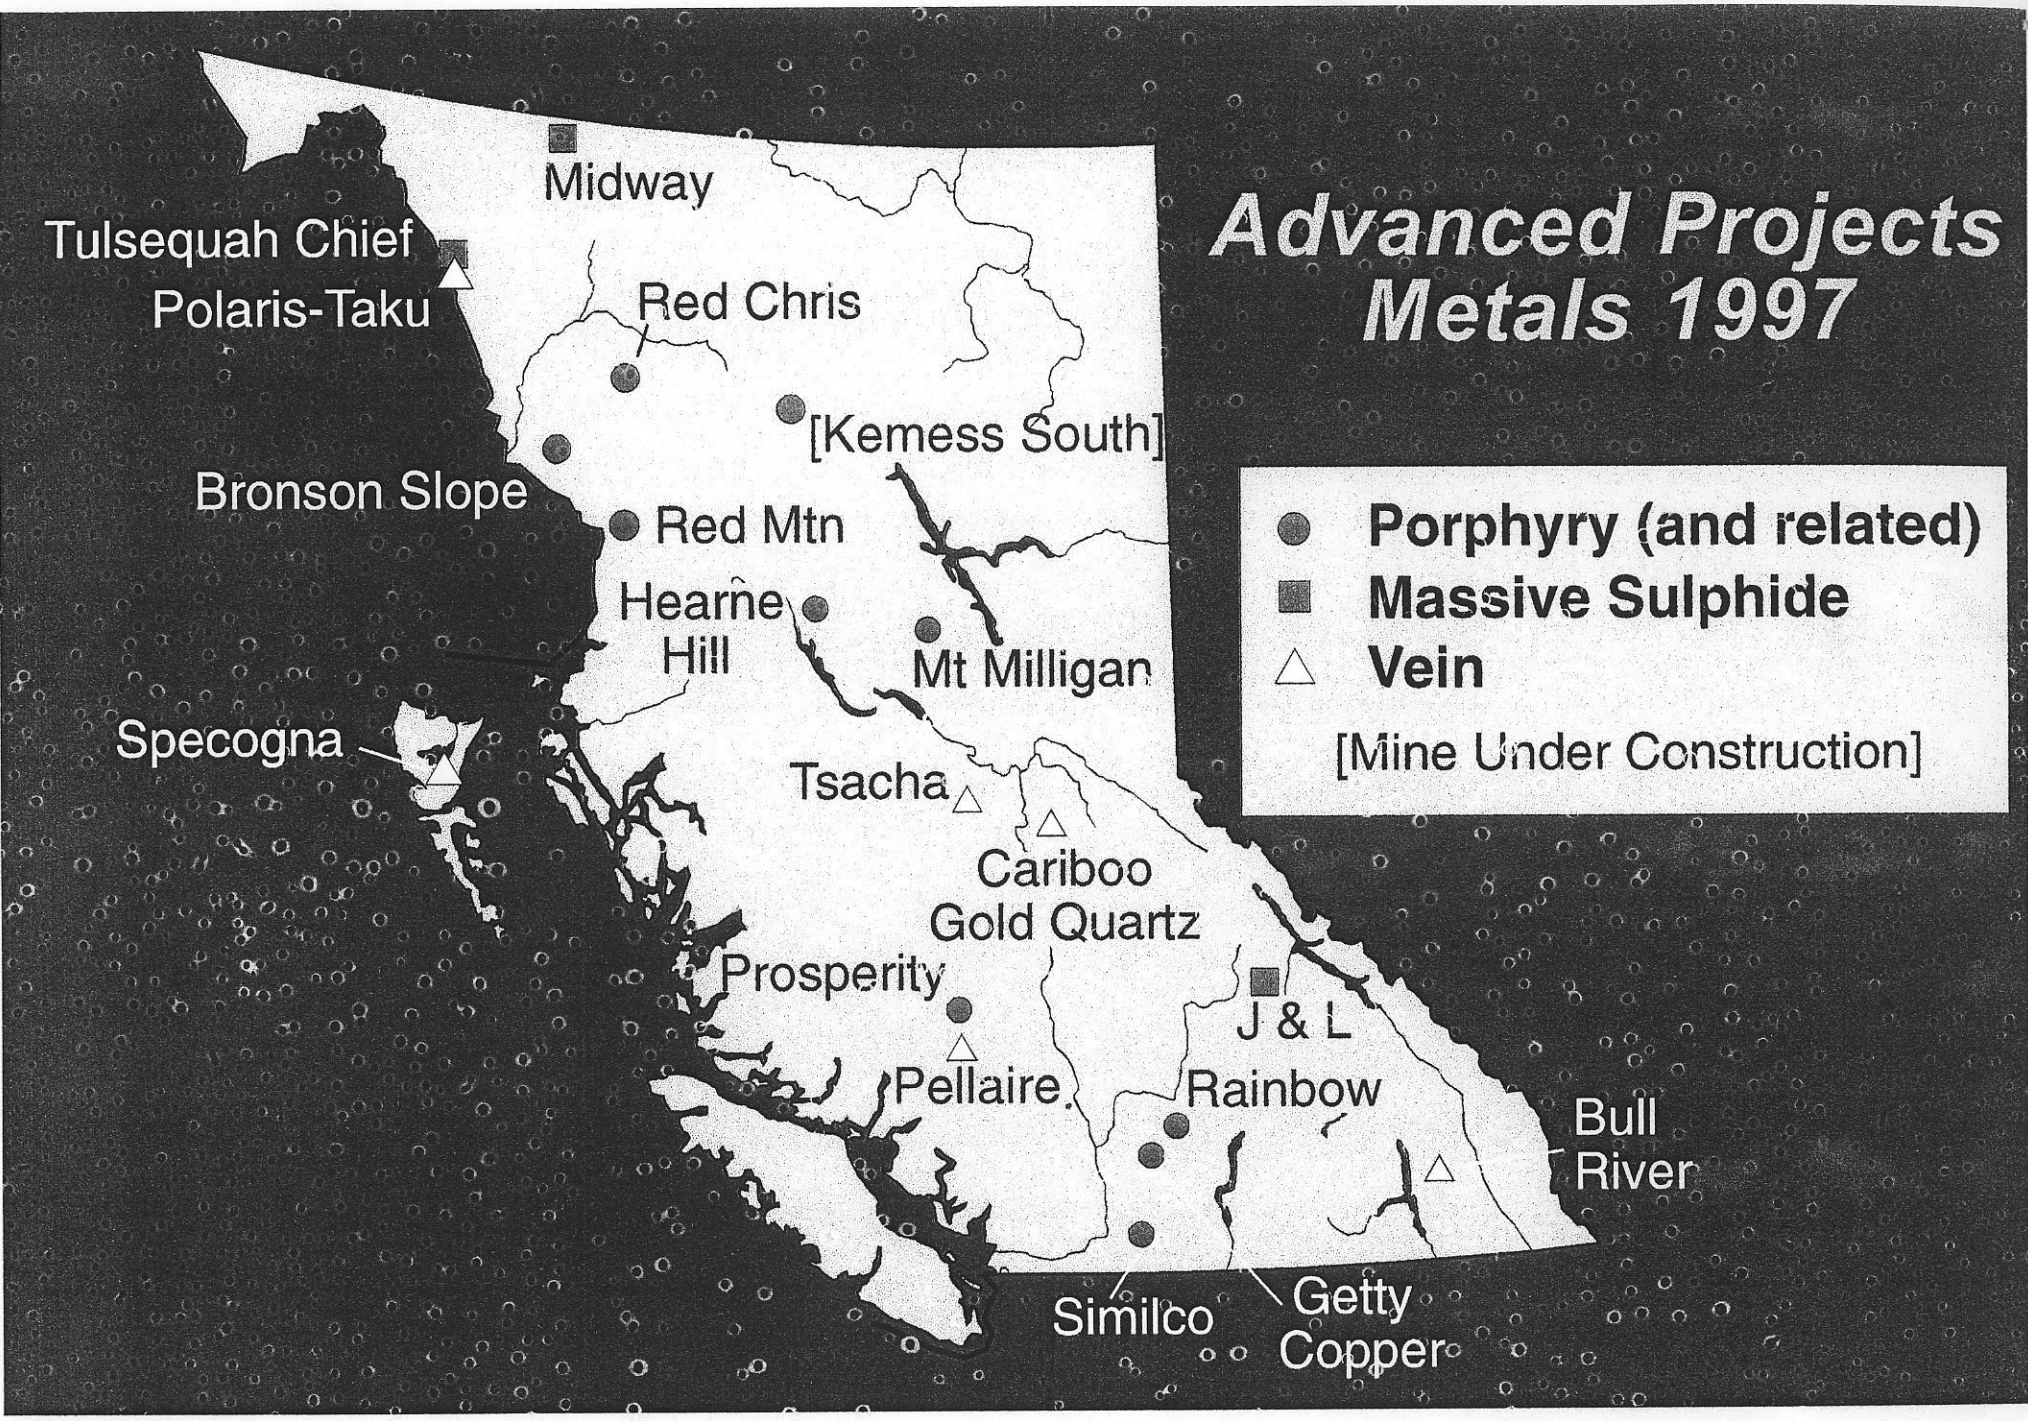 Advanced Projects
Metals 1997
Midway
Tulsequah Chief
Polaris-Taku
Red Chris
[Kemess South]
Bronson Slope
Red Mtn
Hearne
Hill
Mt Milligan
Specogna
Tsacha
Cariboo
Gold Quartz
Prosperity
Pellaire
J & L
Rainbow
Bull
River
Similco
Getty
Copper
Porphyry (and related)
Massive Sulphide
Vein
[Mine Under Construction]